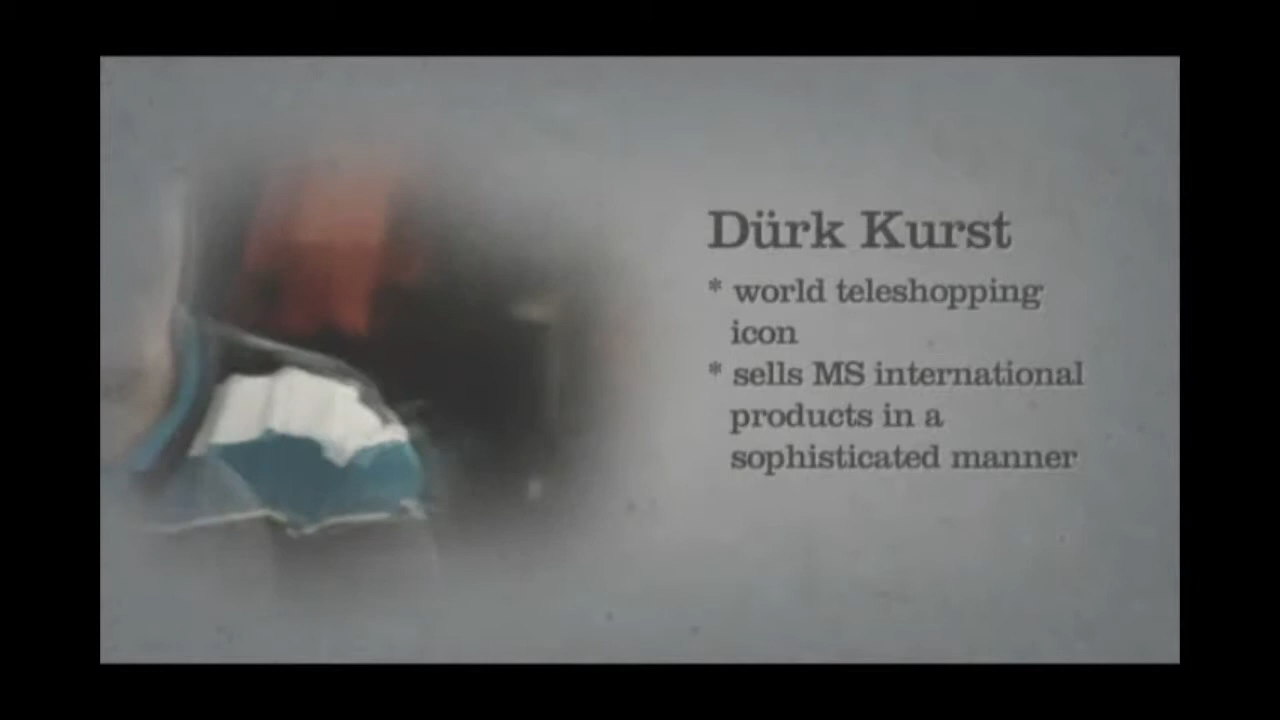 Dürk Kurst
* world teleshopping
icon
* sells MS international
products in a
sophisticated manner